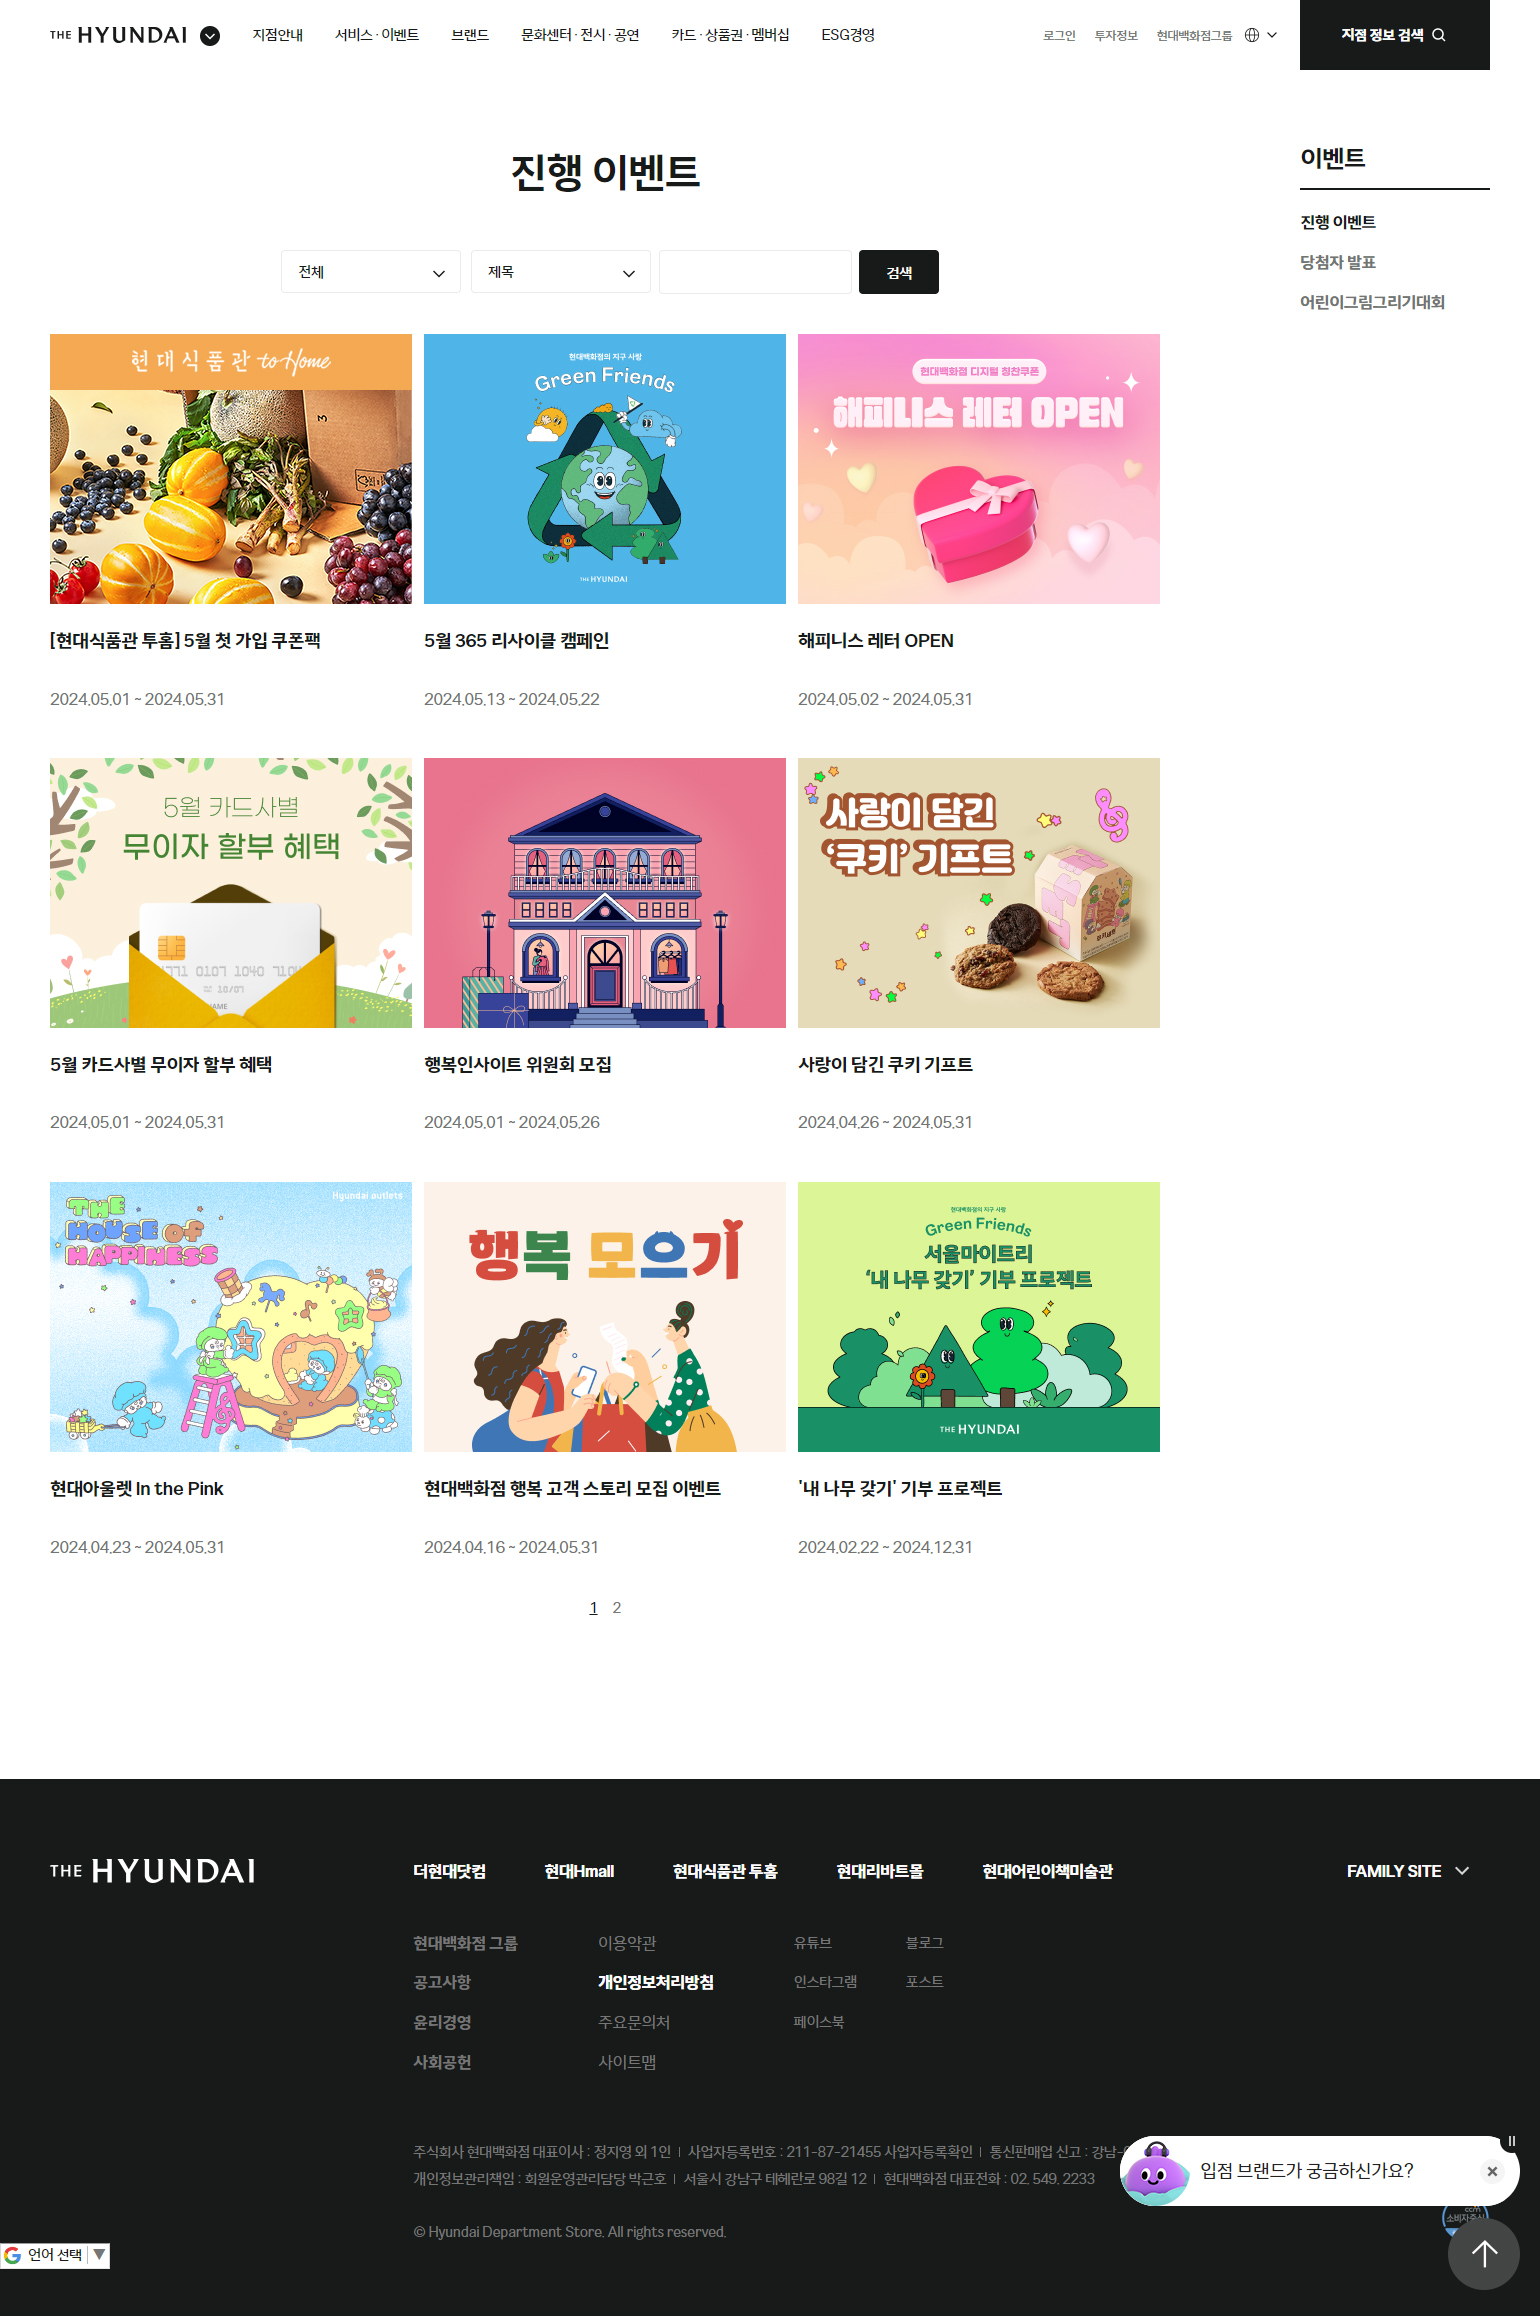 THE HYUNDAI
지점안내
서비스 · 이벤트
브랜드
문화센터 · 전시 · 공연
카드 · 상품권 · 멤버십
ESG경영
로그인
투자정보
현대백화점그룹
지점 정보 검색
진행 이벤트
이벤트
진행 이벤트
당첨자 발표
어린이그림그리기대회
전체
제목
검색
현대식품관 to Home
3
현대백화점의 지구 사랑
Green Friends
THE HYUNDAI
현대백화점 디지털 칭찬쿠폰
해피니스 레터 OPEN
[현대식품관 투홈] 5월 첫 가입 쿠폰팩
5월 365 리사이클 캠페인
해피니스 레터 OPEN
2024.05.01 ~ 2024.05.31
2024.05.13 ~ 2024.05.22
2024.05.02 ~ 2024.05.31
5월 카드사별
무이자 할부 혜택
사랑이 담긴
‘쿠키’ 기프트
5월 카드사별 무이자 할부 혜택
행복인사이트 위원회 모집
사랑이 담긴 쿠키 기프트
2024.05.01 ~ 2024.05.31
2024.05.01 ~ 2024.05.26
2024.04.26 ~ 2024.05.31
Hyundai outlets
THE
HOUSE of
HAPPINESS
행복 모으기
현대백화점의 지구 사랑
Green Friends
서울마이트리
‘내 나무 갖기’ 기부 프로젝트
THE HYUNDAI
현대아울렛 In the Pink
현대백화점 행복 고객 스토리 모집 이벤트
'내 나무 갖기' 기부 프로젝트
2024.04.23 ~ 2024.05.31
2024.04.16 ~ 2024.05.31
2024.02.22 ~ 2024.12.31
1 2
THE HYUNDAI
더현대닷컴
현대Hmall
현대식품관 투홈
현대리바트몰
현대어린이책미술관
FAMILY SITE
현대백화점 그룹
이용약관
유튜브
블로그
공고사항
개인정보처리방침
인스타그램
포스트
윤리경영
주요문의처
페이스북
사회공헌
사이트맵
주식회사 현대백화점 대표이사 : 정지영 외 1인 | 사업자등록번호 : 211-87-21455 사업자등록확인 | 통신판매업 신고 : 강남-
개인정보관리책임 : 회원운영관리담당 박근호 | 서울시 강남구 테헤란로 98길 12 | 현대백화점 대표전화 : 02. 549. 2233
입점 브랜드가 궁금하신가요?
ccm
소비자중심
© Hyundai Department Store. All rights reserved.
언어 선택 ▼